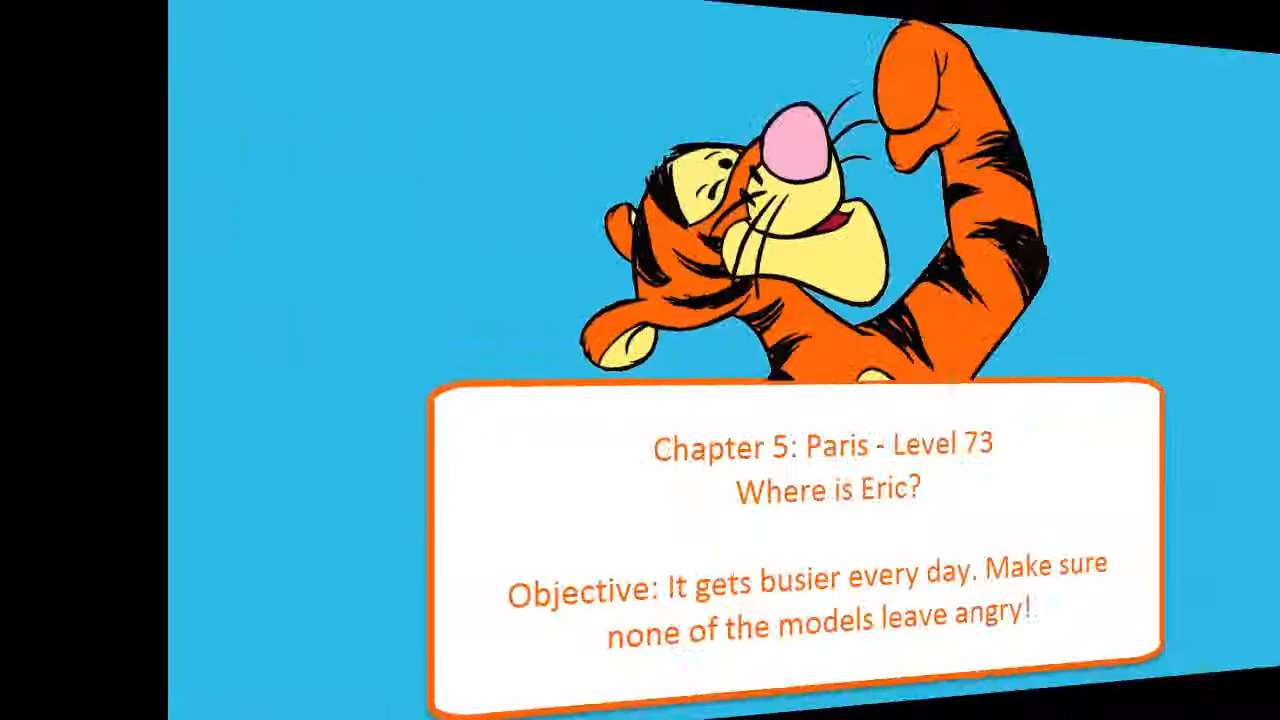 Chapter 5: Paris - Level 73
Where is Eric?
Objective: It gets busier every day. Make sure
none of the models leave angry!